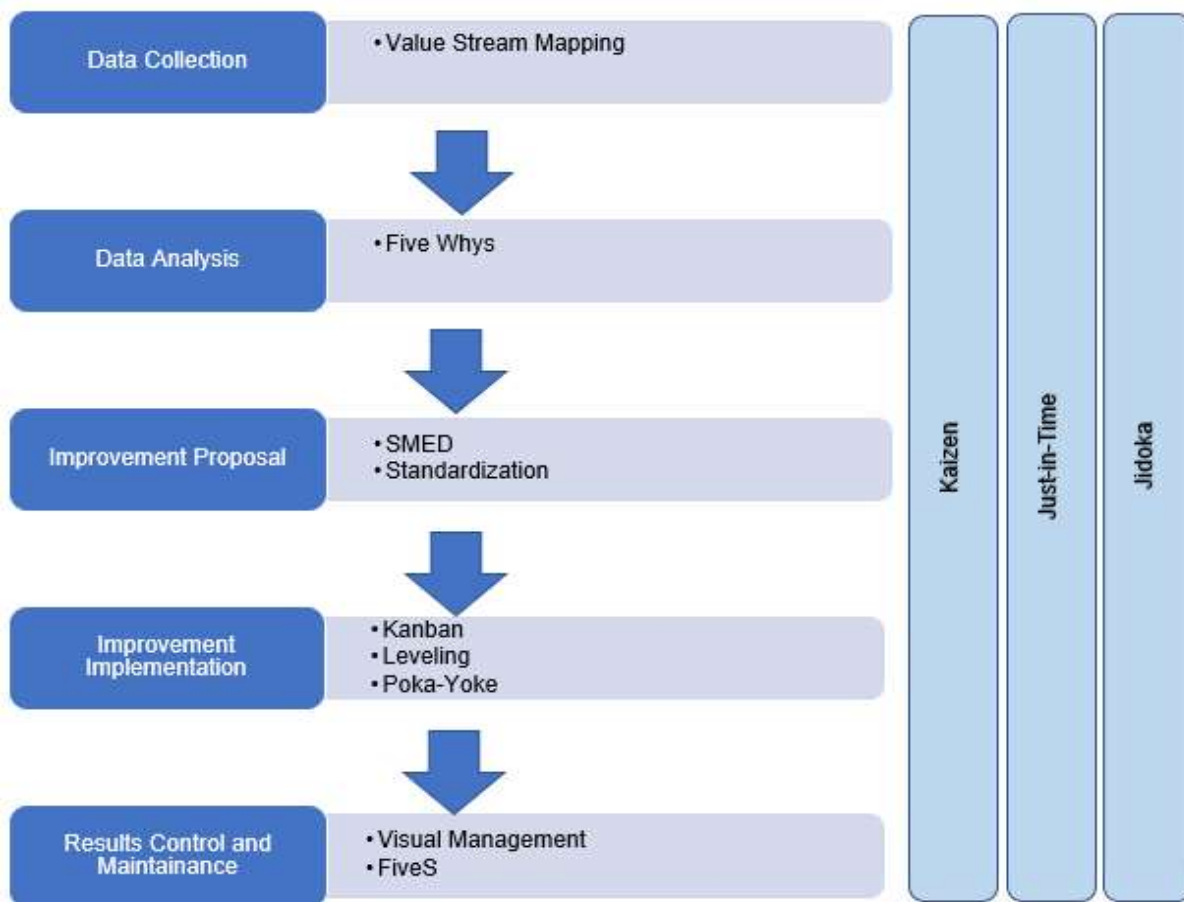 Data Collection
• Value Stream Mapping
Data Analysis
• Five Whys
Improvement Proposal
• SMED
• Standardization
Improvement
Implementation
• Kanban
• Leveling
• Poka-Yoke
Results Control and
Maintainance
• Visual Management
• FiveS
Kaizen
Just-in-Time
Jidoka